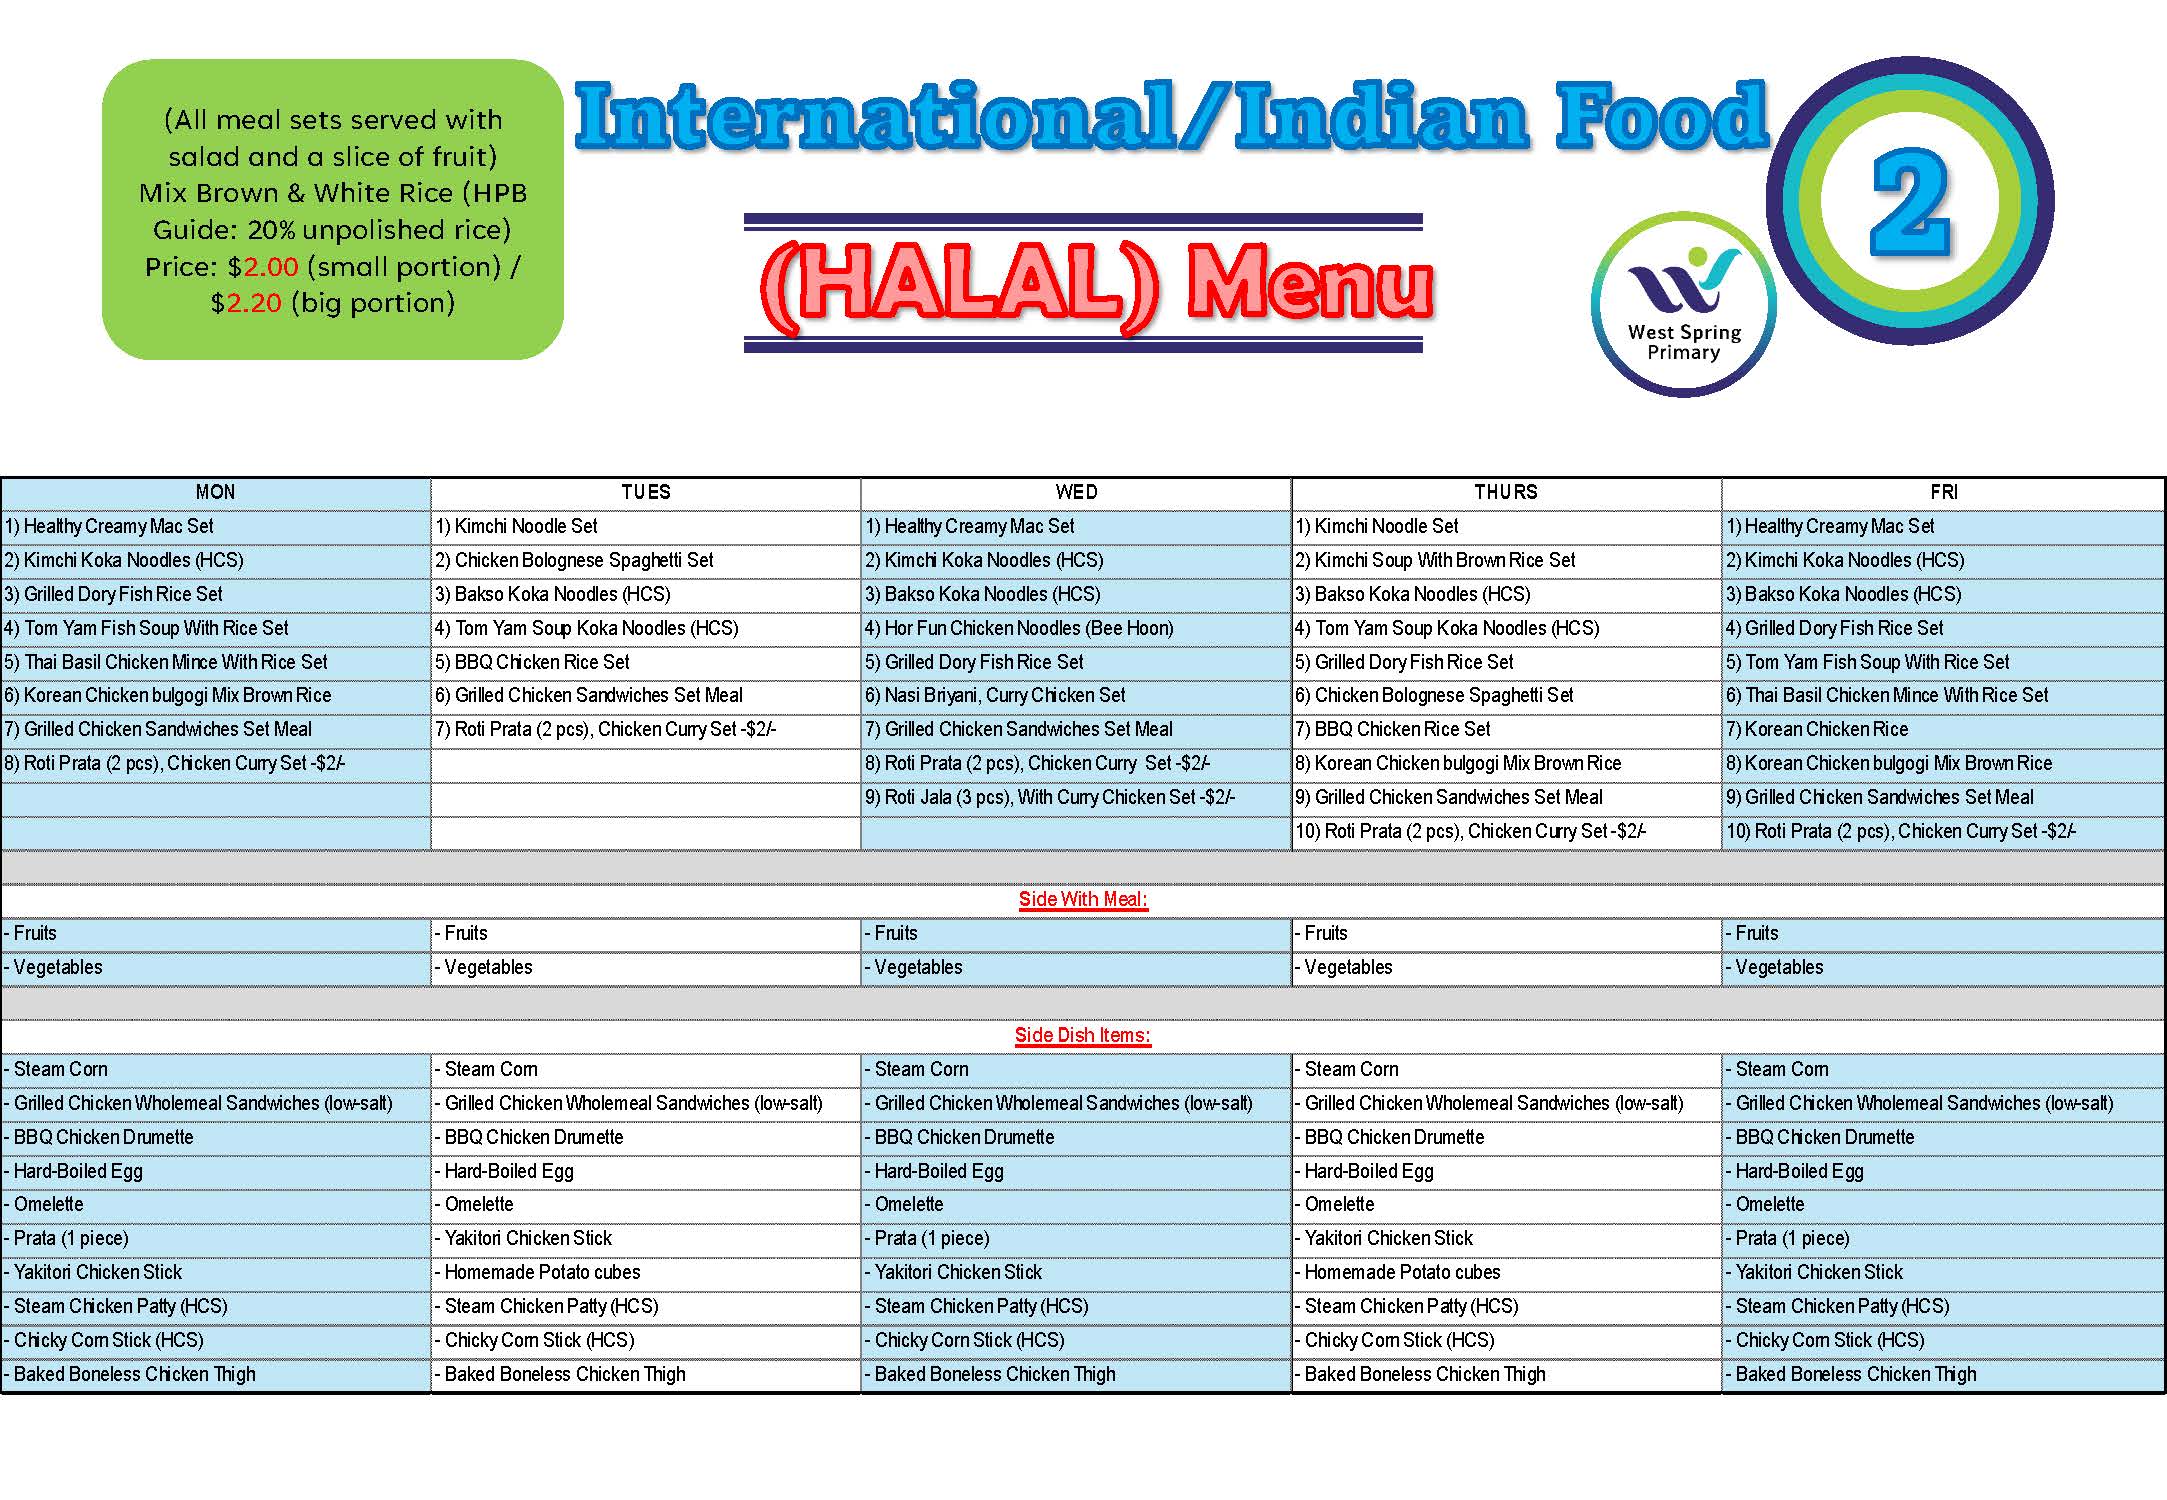 (All meal sets served with
salad and a slice of fruit)
Mix Brown & White Rice (HPB
Guide: 20% unpolished rice)
Price: $2.00 (small portion) /
$2.20 (big portion)
International/Indian Food
2
(HALAL) Menu
West Spring
Primary
MON TUES WED THURS FRI
1) Healthy Creamy Mac Set 1) Kimchi Noodle Set 1) Healthy Creamy Mac Set 1) Kimchi Noodle Set 1) Healthy Creamy Mac Set
2) Kimchi Koka Noodles (HCS) 2) Chicken Bolognese Spaghetti Set 2) Kimchi Koka Noodles (HCS) 2) Kimchi Soup With Brown Rice Set 2) Kimchi Koka Noodles (HCS)
3) Grilled Dory Fish Rice Set 3) Bakso Koka Noodles (HCS) 3) Bakso Koka Noodles (HCS) 3) Bakso Koka Noodles (HCS) 3) Bakso Koka Noodles (HCS)
4) Tom Yam Fish Soup With Rice Set 4) Tom Yam Soup Koka Noodles (HCS) 4) Hor Fun Chicken Noodles (Bee Hoon) 4) Tom Yam Soup Koka Noodles (HCS) 4) Grilled Dory Fish Rice Set
5) Thai Basil Chicken Mince With Rice Set 5) BBQ Chicken Rice Set 5) Grilled Dory Fish Rice Set 5) Grilled Dory Fish Rice Set 5) Tom Yam Fish Soup With Rice Set
6) Korean Chicken bulgogi Mix Brown Rice 6) Grilled Chicken Sandwiches Set Meal 6) Nasi Briyani, Curry Chicken Set 6) Chicken Bolognese Spaghetti Set 6) Thai Basil Chicken Mince With Rice Set
7) Grilled Chicken Sandwiches Set Meal 7) Roti Prata (2 pcs), Chicken Curry Set -$2/- 7) Grilled Chicken Sandwiches Set Meal 7) BBQ Chicken Rice Set 7) Korean Chicken Rice
8) Roti Prata (2 pcs), Chicken Curry Set -$2/- 8) Roti Prata (2 pcs), Chicken Curry Set -$2/- 8) Korean Chicken bulgogi Mix Brown Rice 8) Korean Chicken bulgogi Mix Brown Rice
9) Roti Jala (3 pcs), With Curry Chicken Set -$2/- 9) Grilled Chicken Sandwiches Set Meal 9) Grilled Chicken Sandwiches Set Meal
10) Roti Prata (2 pcs), Chicken Curry Set -$2/- 10) Roti Prata (2 pcs), Chicken Curry Set -$2/-
Side With Meal:
- Fruits - Fruits - Fruits - Fruits - Fruits
- Vegetables - Vegetables - Vegetables - Vegetables - Vegetables
Side Dish Items:
- Steam Corn - Steam Corn - Steam Corn - Steam Corn - Steam Corn
- Grilled Chicken Wholemeal Sandwiches (low-salt) - Grilled Chicken Wholemeal Sandwiches (low-salt) - Grilled Chicken Wholemeal Sandwiches (low-salt) - Grilled Chicken Wholemeal Sandwiches (low-salt) - Grilled Chicken Wholemeal Sandwiches (low-salt)
- BBQ Chicken Drumette - BBQ Chicken Drumette - BBQ Chicken Drumette - BBQ Chicken Drumette - BBQ Chicken Drumette
- Hard-Boiled Egg - Hard-Boiled Egg - Hard-Boiled Egg - Hard-Boiled Egg - Hard-Boiled Egg
- Omelette - Omelette - Omelette - Omelette - Omelette
- Prata (1 piece) - Yakitori Chicken Stick - Prata (1 piece) - Yakitori Chicken Stick - Prata (1 piece)
- Yakitori Chicken Stick - Homemade Potato cubes - Yakitori Chicken Stick - Homemade Potato cubes - Yakitori Chicken Stick
- Steam Chicken Patty (HCS) - Steam Chicken Patty (HCS) - Steam Chicken Patty (HCS) - Steam Chicken Patty (HCS) - Steam Chicken Patty (HCS)
- Chicky Corn Stick (HCS) - Chicky Corn Stick (HCS) - Chicky Corn Stick (HCS) - Chicky Corn Stick (HCS) - Chicky Corn Stick (HCS)
- Baked Boneless Chicken Thigh - Baked Boneless Chicken Thigh - Baked Boneless Chicken Thigh - Baked Boneless Chicken Thigh - Baked Boneless Chicken Thigh